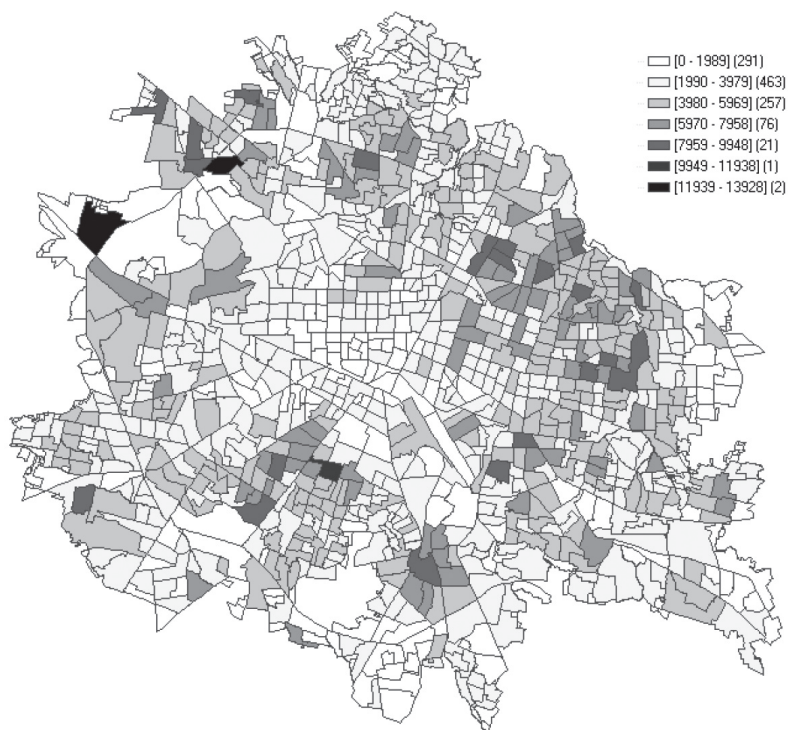 [0 - 1989] (291)
[1990 - 3979] (463)
[3980 - 5969] (257)
[5970 - 7958] (76)
[7959 - 9948] (21)
[9949 - 11938] (1)
[11939 - 13928] (2)